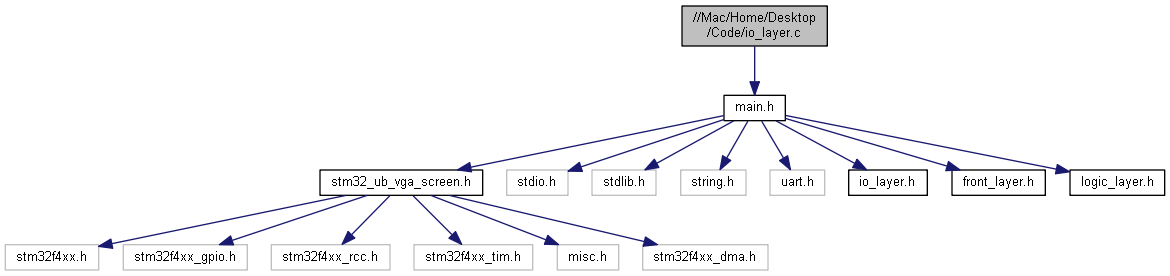 //Mac/Home/Desktop
/Code/io_layer.c
main.h
stm32_ub_vga_screen.h
stdio.h
stdlib.h
string.h
uart.h
io_layer.h
front_layer.h
logic_layer.h
stm32f4xx.h
stm32f4xx_gpio.h
stm32f4xx_rcc.h
stm32f4xx_tim.h
misc.h
stm32f4xx_dma.h